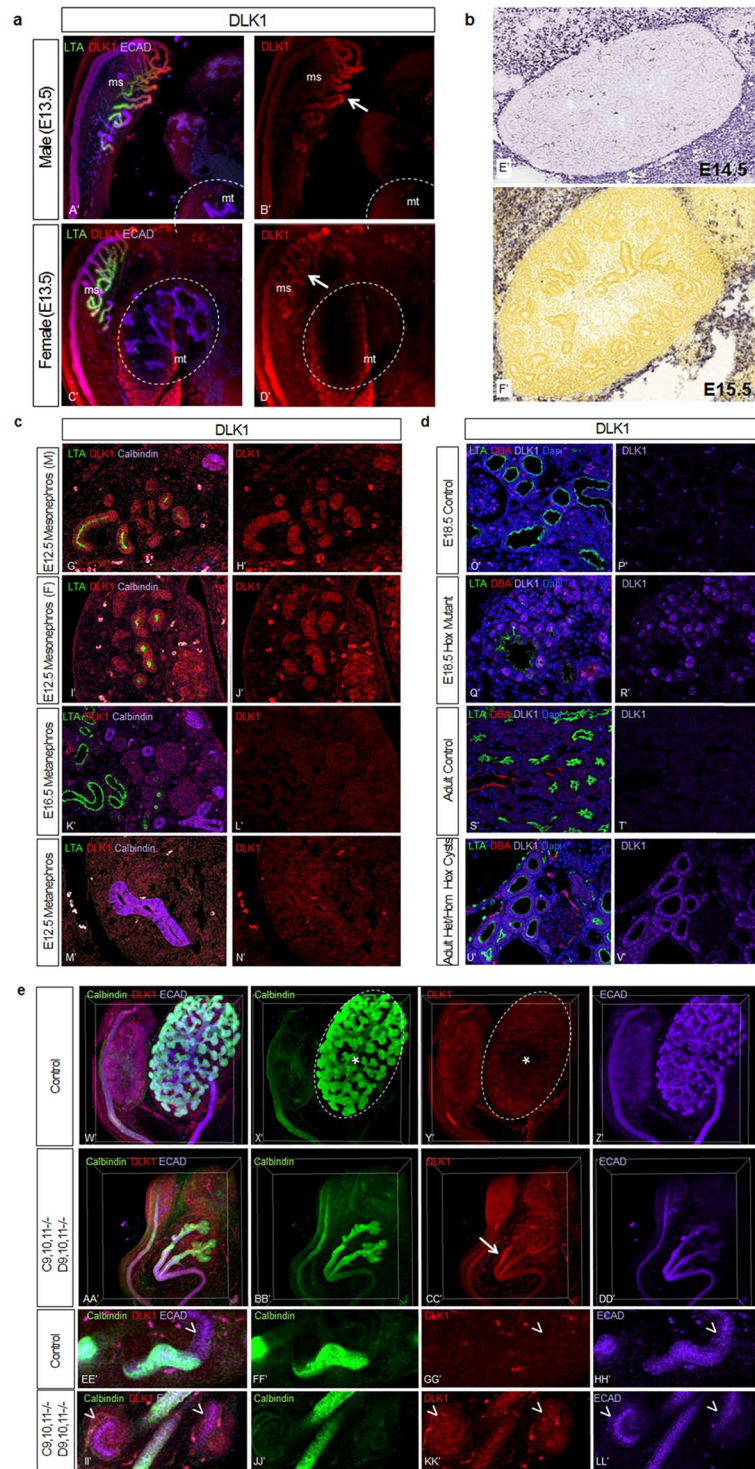 DLK1
a
LTA DLK1 ECAD
DLK1
Male (E13.5)
ms
mt
A'
ms
mt
B'
LTA DLK1 ECAD
DLK1
Female (E13.5)
ms
mt
C'
ms
mt
D'
b
E'
E14.5
F'
E15.5
c
DLK1
LTA DLK1 Calbindin
DLK1
E12.5 Mesonephros (M)
G'
H'
LTA DLK1 Calbindin
DLK1
E12.5 Mesonephros (F)
I'
J'
LTA DLK1 Calbindin
DLK1
E16.5 Metanephros
K'
L'
LTA DLK1 Calbindin
DLK1
E12.5 Metanephros
M'
N'
d
DLK1
LTA DBA DLK1 Dapi
DLK1
E18.5 Control
O'
P'
LTA DBA DLK1 Dapi
DLK1
E18.5 Hox Mutant
Q'
R'
LTA DBA DLK1 Dapi
DLK1
Adult Control
S'
T'
LTA DBA DLK1 Dapi
DLK1
Adult Het/Hom Hox Cysts
U'
V'
e
Calbindin DLK1 ECAD
Calbindin
DLK1
ECAD
Control
W'
*
X'
*
Y'
Z'
Calbindin DLK1 ECAD
Calbindin
DLK1
ECAD
C9,10,11-/-
D9,10,11-/-
AA'
BB'
CC'
DD'
Calbindin DLK1 ECAD
Calbindin
DLK1
ECAD
Control
EE'
FF'
GG'
HH'
Calbindin DLK1 ECAD
Calbindin
DLK1
ECAD
C9,10,11-/-
D9,10,11-/-
II'
JJ'
KK'
LL'